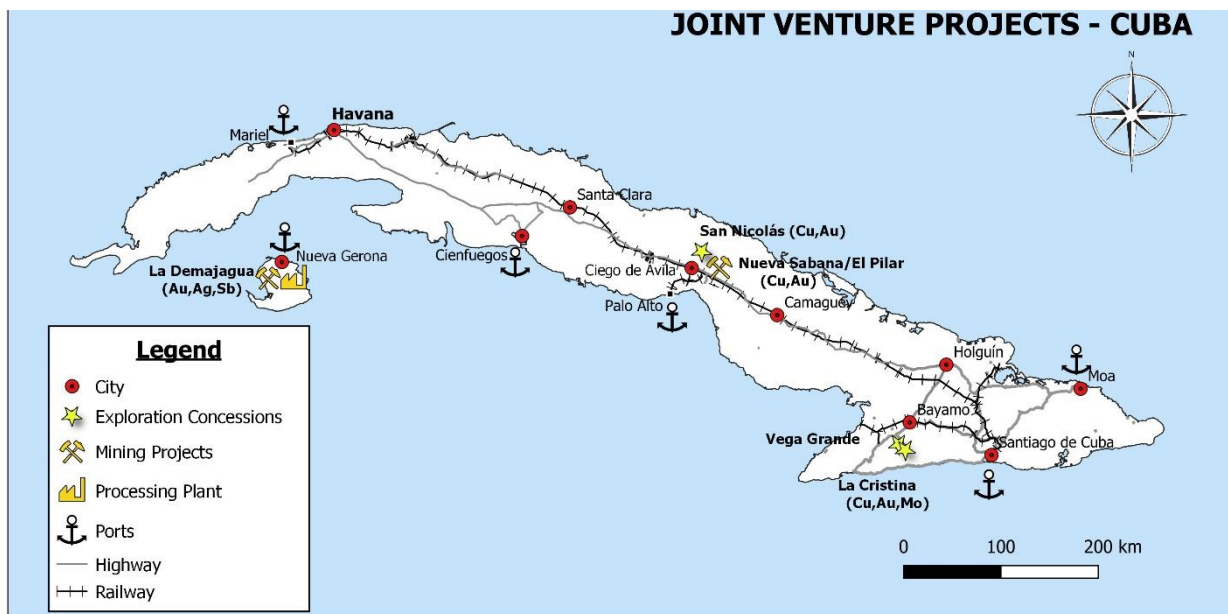 JOINT VENTURE PROJECTS - CUBA
N
Havana
Mariel
Santa Clara
San Nicolás (Cu,Au)
Nueva Gerona
Cienfuegos
La Demajagua
(Au,Ag,Sb)
Ciego de Ávila
Nueva Sabana/El Pilar
(Cu,Au)
Palo Alto
Camaguey
Legend
City
Exploration Concessions
Mining Projects
Processing Plant
Ports
Highway
Railway
Holguín
Moa
Bayamo
Vega Grande
Santiago de Cuba
La Cristina
(Cu,Au,Mo)
0 100 200 km